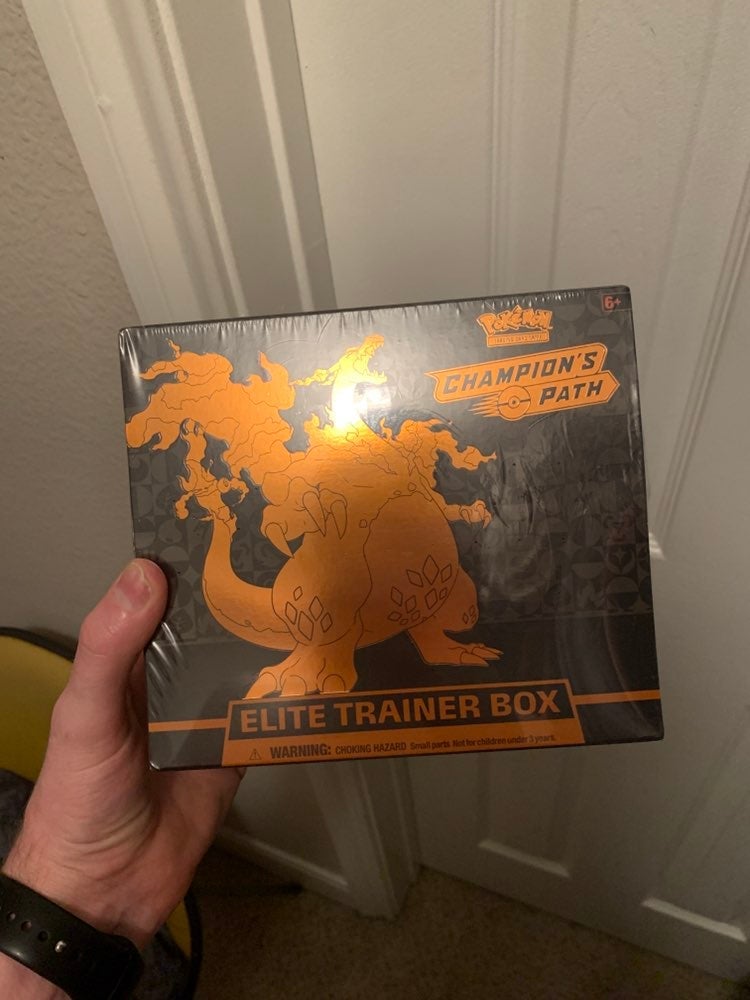 6+
Pokémon
CHAMPION'S
PATH
ELITE TRAINER BOX
⚠ WARNING: CHOKING HAZARD Small parts. Not for children under 3 years.